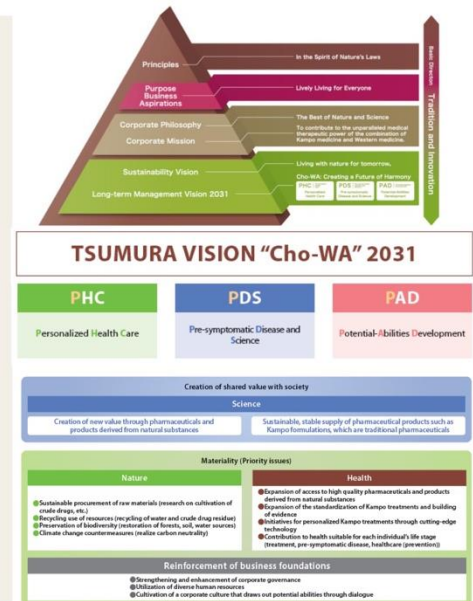 Principles
In the Spirit of Nature's Laws
Purpose
Business
Aspirations
Lively Living for Everyone
Corporate Philosophy
The Best of Nature and Science
Corporate Mission
To contribute to the unparalleled medical
therapeutic power of the combination of
Kampo medicine and Western medicine.
Sustainability Vision
Living with nature for tomorrow.
Long-term Management Vision 2031
Cho-WA: Creating a Future of Harmony
PHC
PDS
PAD
Basic Direction
Tradition and Innovation
TSUMURA VISION "Cho-WA" 2031
PHC
Personalized Health Care
PDS
Pre-symptomatic Disease and
Science
PAD
Potential-Abilities Development
Creation of shared value with society
Science
Creation of new value through pharmaceuticals and
products derived from natural substances
Sustainable, stable supply of pharmaceutical products such as
Kampo formulations, which are traditional pharmaceuticals
Materiality (Priority issues)
Nature
●Sustainable procurement of raw materials (research on cultivation of
crude drugs, etc.)
●Recycling use of resources (recycling of water and crude drug residue)
●Preservation of biodiversity (restoration of forests, soil, water sources)
●Climate change countermeasures (realize carbon neutrality)
Health
●Expansion of access to high quality pharmaceuticals and products
derived from natural substances
●Expansion of the standardization of Kampo treatments and building
of evidence
●Initiatives for personalized Kampo treatments through cutting-edge
technology
●Contribution to health suitable for each individual's life stage
(treatment, pre-symptomatic disease, healthcare (prevention))
Reinforcement of business foundations
●Strengthening and enhancement of corporate governance
●Utilization of diverse human resources
●Cultivation of a corporate culture that draws out potential abilities through dialogue